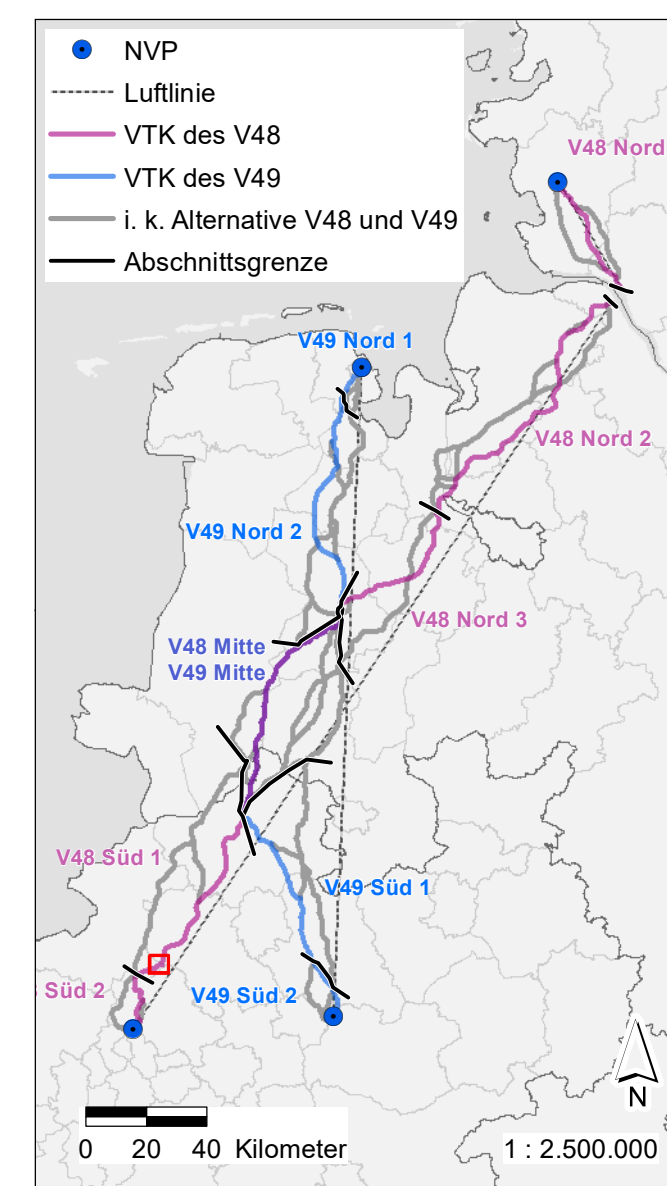 NVP
Luftlinie
VTK des V48
VTK des V49
i. k. Alternative V48 und V49
Abschnittsgrenze
V48 Nord
V49 Nord 1
V48 Nord 2
V49 Nord 2
V48 Nord 3
V48 Mitte
V49 Mitte
V48 Süd 1
V49 Süd 1
Süd 2
V49 Süd 2
N
0 20 40 Kilometer
1 : 2.500.000